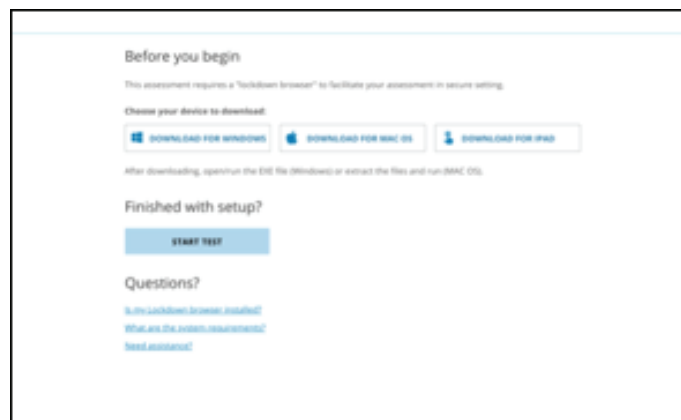 Before you begin
This assessment requires a "lockdown browser" to facilitate your assessment in secure setting.
Choose your device to download:
DOWNLOAD FOR WINDOWS DOWNLOAD FOR MAC OS DOWNLOAD FOR IPAD
After downloading, open/run the EXE file (Windows) or extract the files and run (MAC OS).
Finished with setup?
START TEST
Questions?
Is my Lockdown browser installed?
What are the system requirements?
Need assistance?